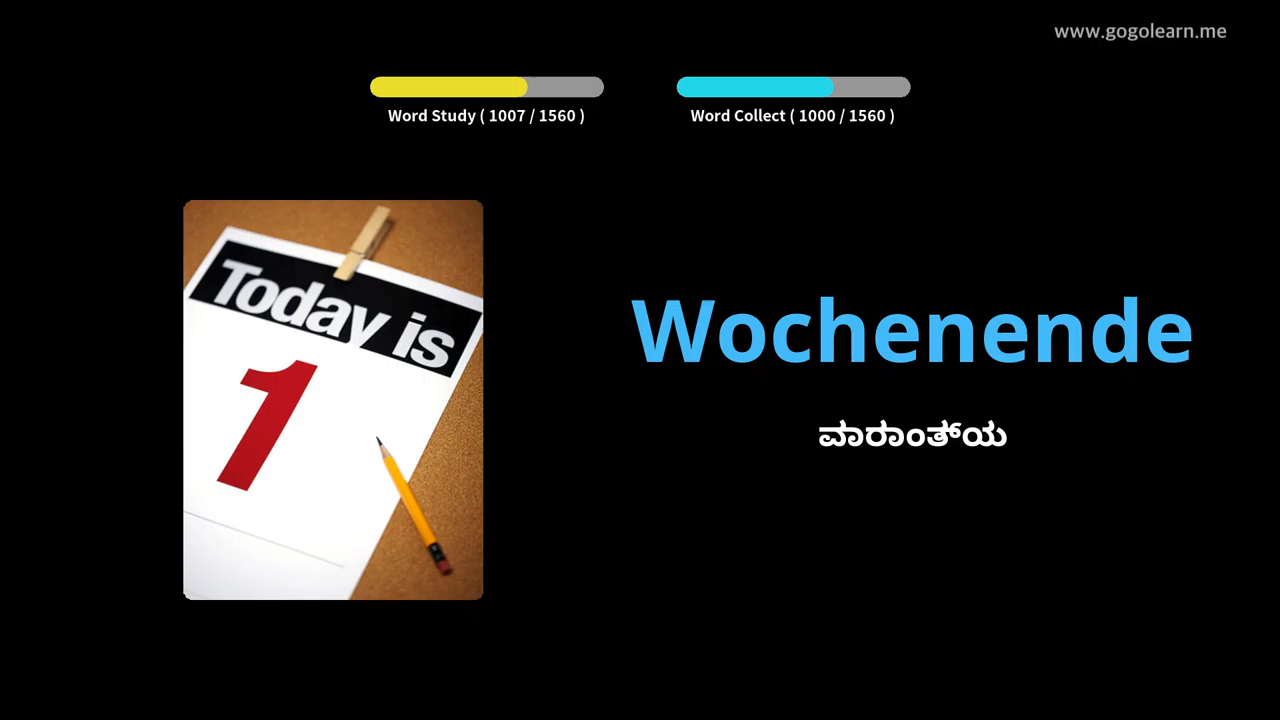 www.gogolearn.me
Word Study ( 1007 / 1560 )
Word Collect ( 1000 / 1560 )
Today is
1
Wochenende
ವಾರಾಂತ್ಯ